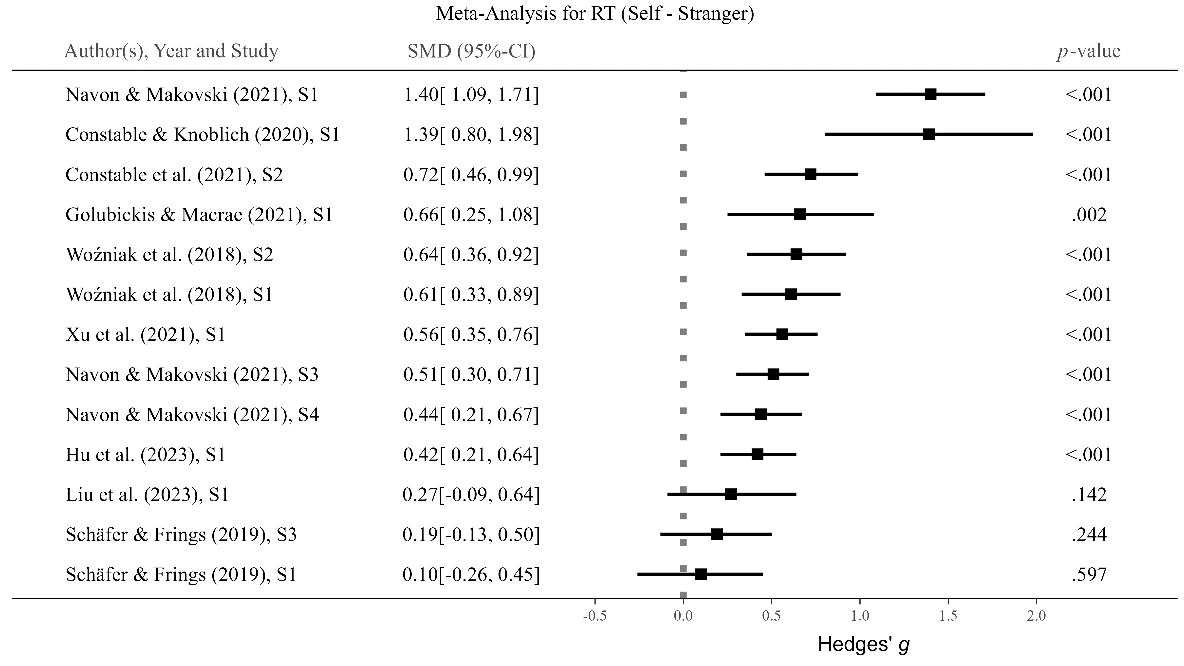 Meta-Analysis for RT (Self - Stranger)
Author(s), Year and Study SMD (95%-CI) p-value
Navon & Makovski (2021), S1 1.40[ 1.09, 1.71] <.001
Constable & Knoblich (2020), S1 1.39[ 0.80, 1.98] <.001
Constable et al. (2021), S2 0.72[ 0.46, 0.99] <.001
Golubickis & Macrae (2021), S1 0.66[ 0.25, 1.08] .002
Woźniak et al. (2018), S2 0.64[ 0.36, 0.92] <.001
Woźniak et al. (2018), S1 0.61[ 0.33, 0.89] <.001
Xu et al. (2021), S1 0.56[ 0.35, 0.76] <.001
Navon & Makovski (2021), S3 0.51[ 0.30, 0.71] <.001
Navon & Makovski (2021), S4 0.44[ 0.21, 0.67] <.001
Hu et al. (2023), S1 0.42[ 0.21, 0.64] <.001
Liu et al. (2023), S1 0.27[-0.09, 0.64] .142
Schäfer & Frings (2019), S3 0.19[-0.13, 0.50] .244
Schäfer & Frings (2019), S1 0.10[-0.26, 0.45] .597
-0.5 0.0 0.5 1.0 1.5 2.0
Hedges' g